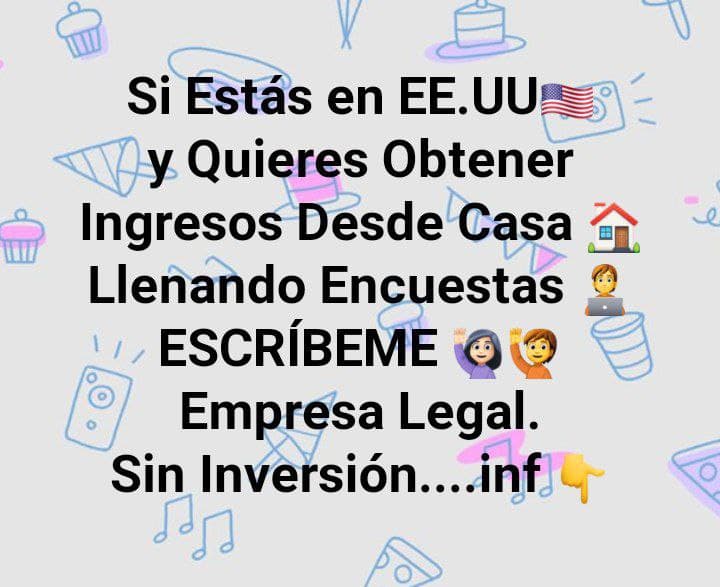 Si Estás en EE.UU🇺🇸
y Quieres Obtener
Ingresos Desde Casa 🏠
Llenando Encuestas 🧑‍💻
ESCRÍBEME 🙋🏻‍♀️🙋
Empresa Legal.
Sin Inversión....inf 👇